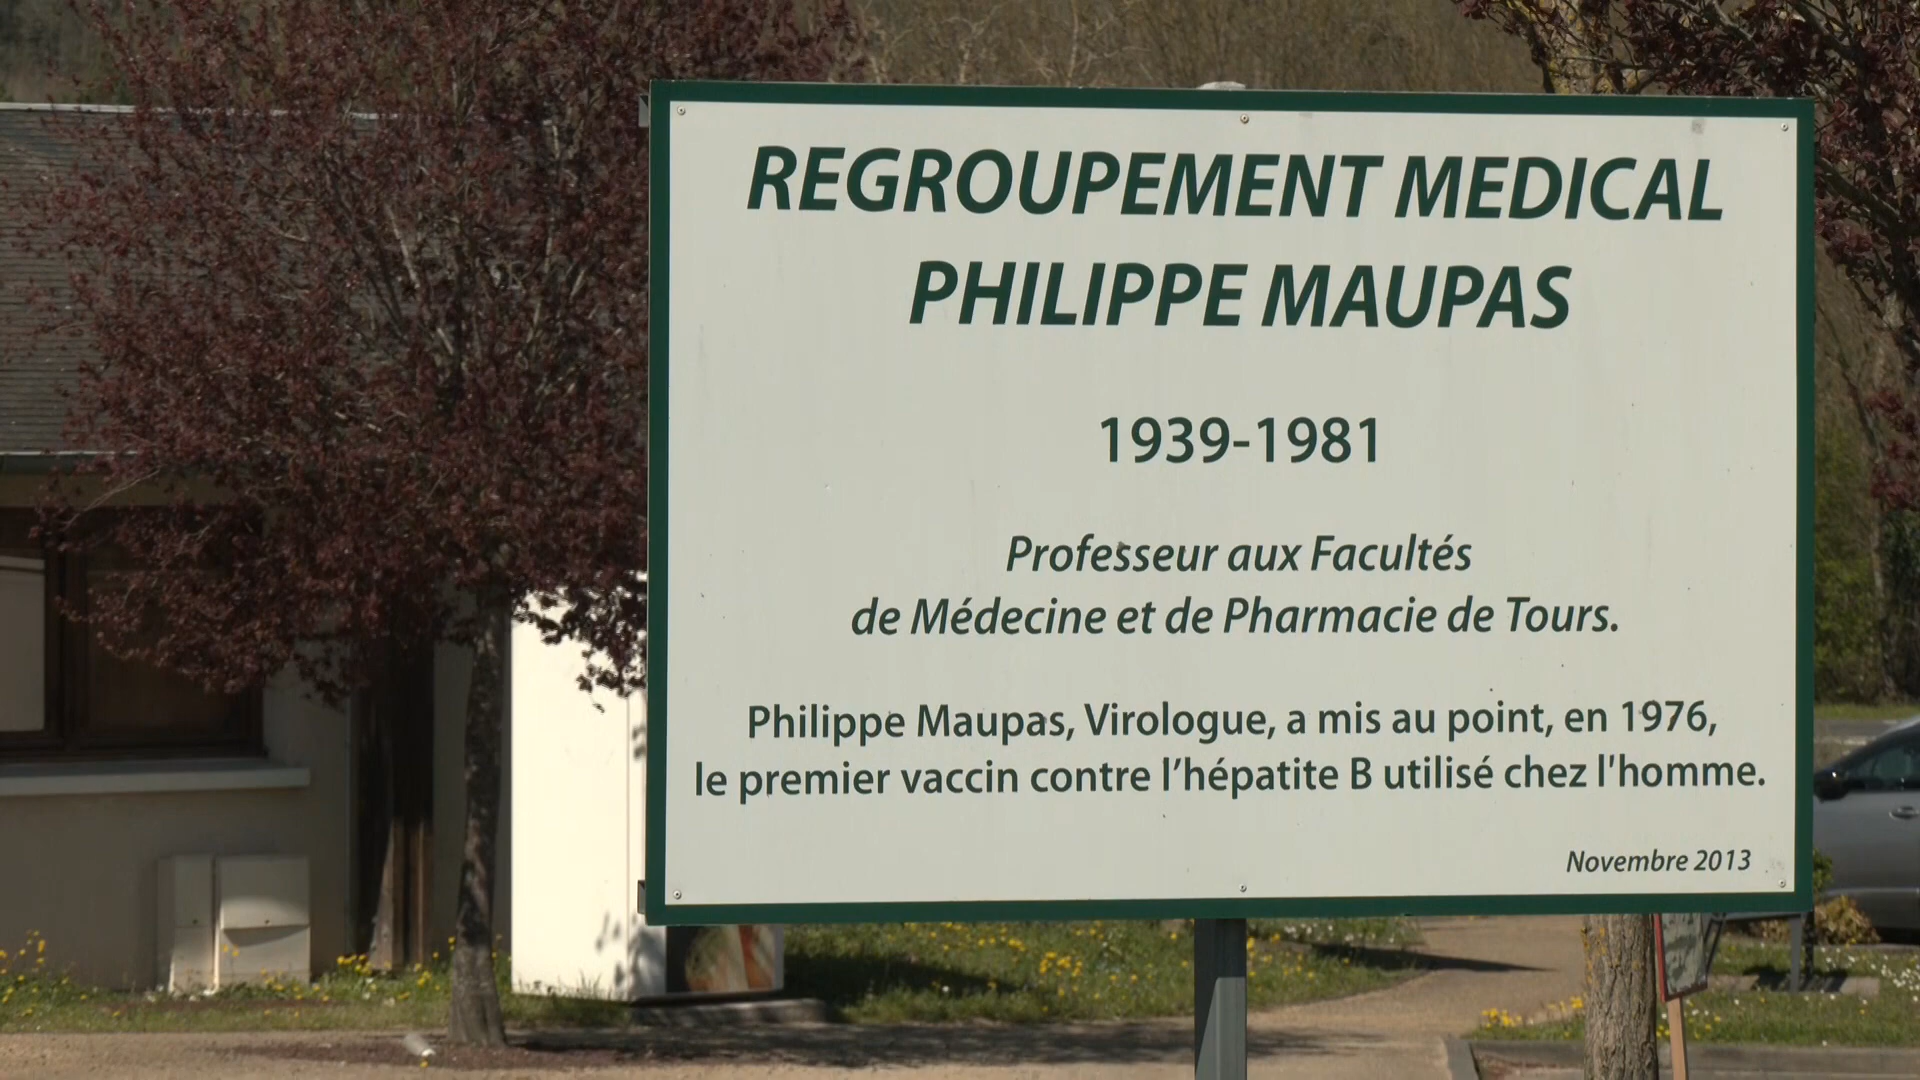 REGROUPEMENT MEDICAL
PHILIPPE MAUPAS
1939-1981
Professeur aux Facultés
de Médecine et de Pharmacie de Tours.
Philippe Maupas, Virologue, a mis au point, en 1976,
le premier vaccin contre l’hépatite B utilisé chez l'homme.
Novembre 2013